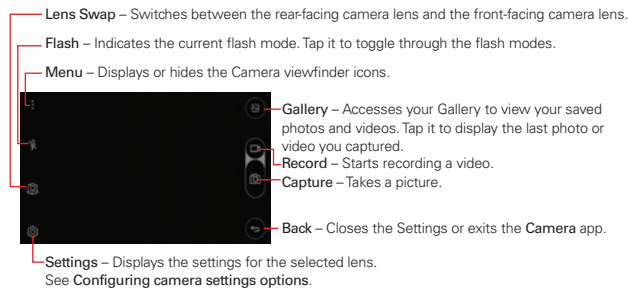 Lens Swap – Switches between the rear-facing camera lens and the front-facing camera lens.
Flash – Indicates the current flash mode. Tap it to toggle through the flash modes.
Menu – Displays or hides the Camera viewfinder icons.
Gallery – Accesses your Gallery to view your saved
photos and videos. Tap it to display the last photo or
video you captured.
Record – Starts recording a video.
Capture – Takes a picture.
Back – Closes the Settings or exits the Camera app.
Settings – Displays the settings for the selected lens.
See Configuring camera settings options.